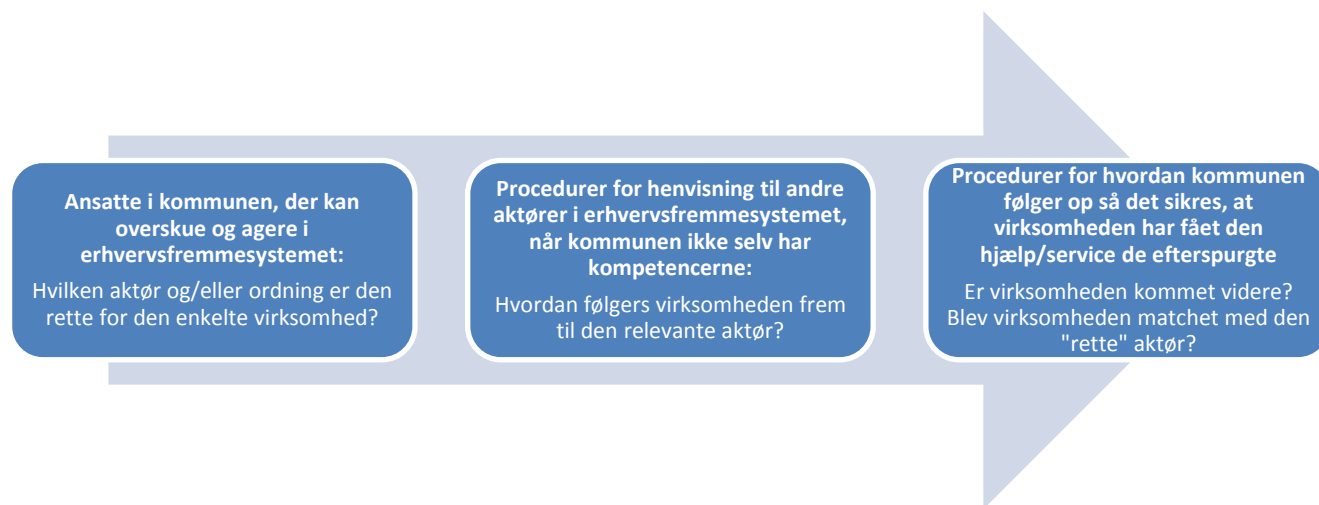 Ansatte i kommunen, der kan
overskue og agere i
erhvervsfremmesystemet:
Hvilken aktør og/eller ordning er den
rette for den enkelte virksomhed?
Procedurer for henvisning til andre
aktører i erhvervsfremmesystemet,
når kommunen ikke selv har
kompetencerne:
Hvordan følgers virksomheden frem
til den relevante aktør?
Procedurer for hvordan kommunen
følger op så det sikres, at
virksomheden har fået den
hjælp/service de efterspurgte
Er virksomheden kommet videre?
Blev virksomheden matchet med den
"rette" aktør?